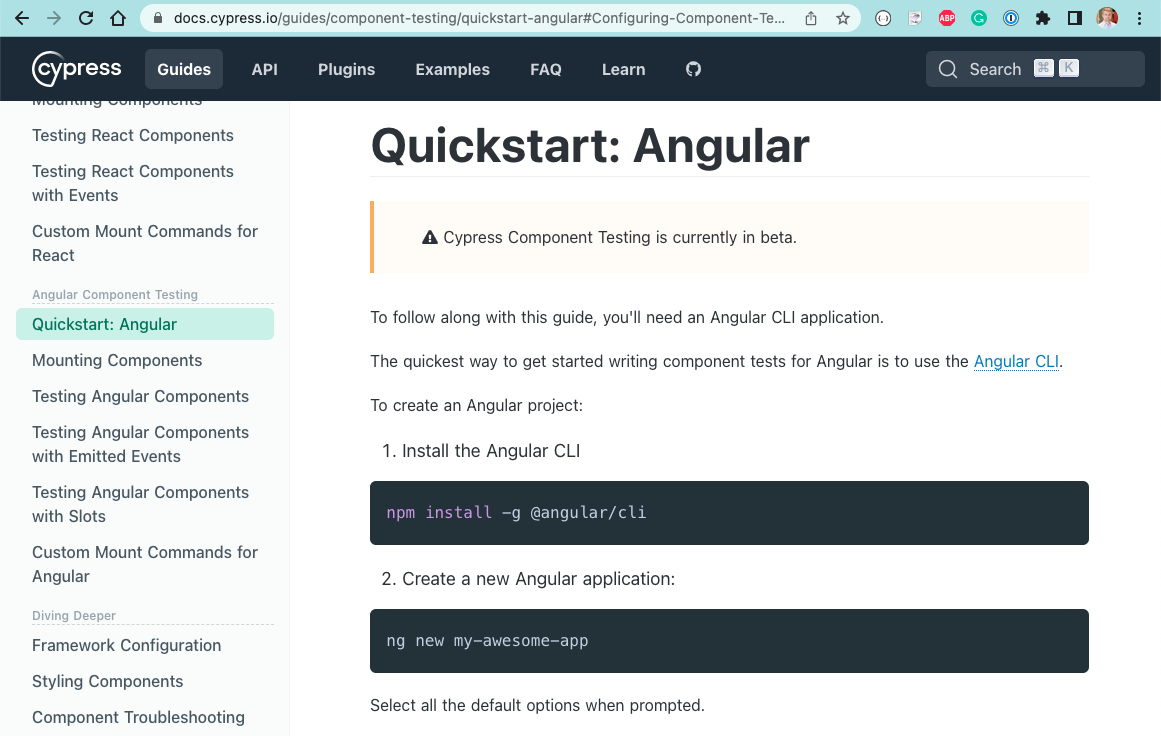 docs.cypress.io/guides/component-testing/quickstart-angular#Configuring-Component-Te...
ABP
cypress
Guides
API
Plugins
Examples
FAQ
Learn
Search ⌘ K
Mounting Components
Testing React Components
Testing React Components
with Events
Custom Mount Commands for
React
Angular Component Testing
Quickstart: Angular
Mounting Components
Testing Angular Components
Testing Angular Components
with Emitted Events
Testing Angular Components
with Slots
Custom Mount Commands for
Angular
Diving Deeper
Framework Configuration
Styling Components
Component Troubleshooting
Quickstart: Angular
Cypress Component Testing is currently in beta.
To follow along with this guide, you'll need an Angular CLI application.
The quickest way to get started writing component tests for Angular is to use the Angular CLI.
To create an Angular project:
1. Install the Angular CLI
npm install -g @angular/cli
2. Create a new Angular application:
ng new my-awesome-app
Select all the default options when prompted.